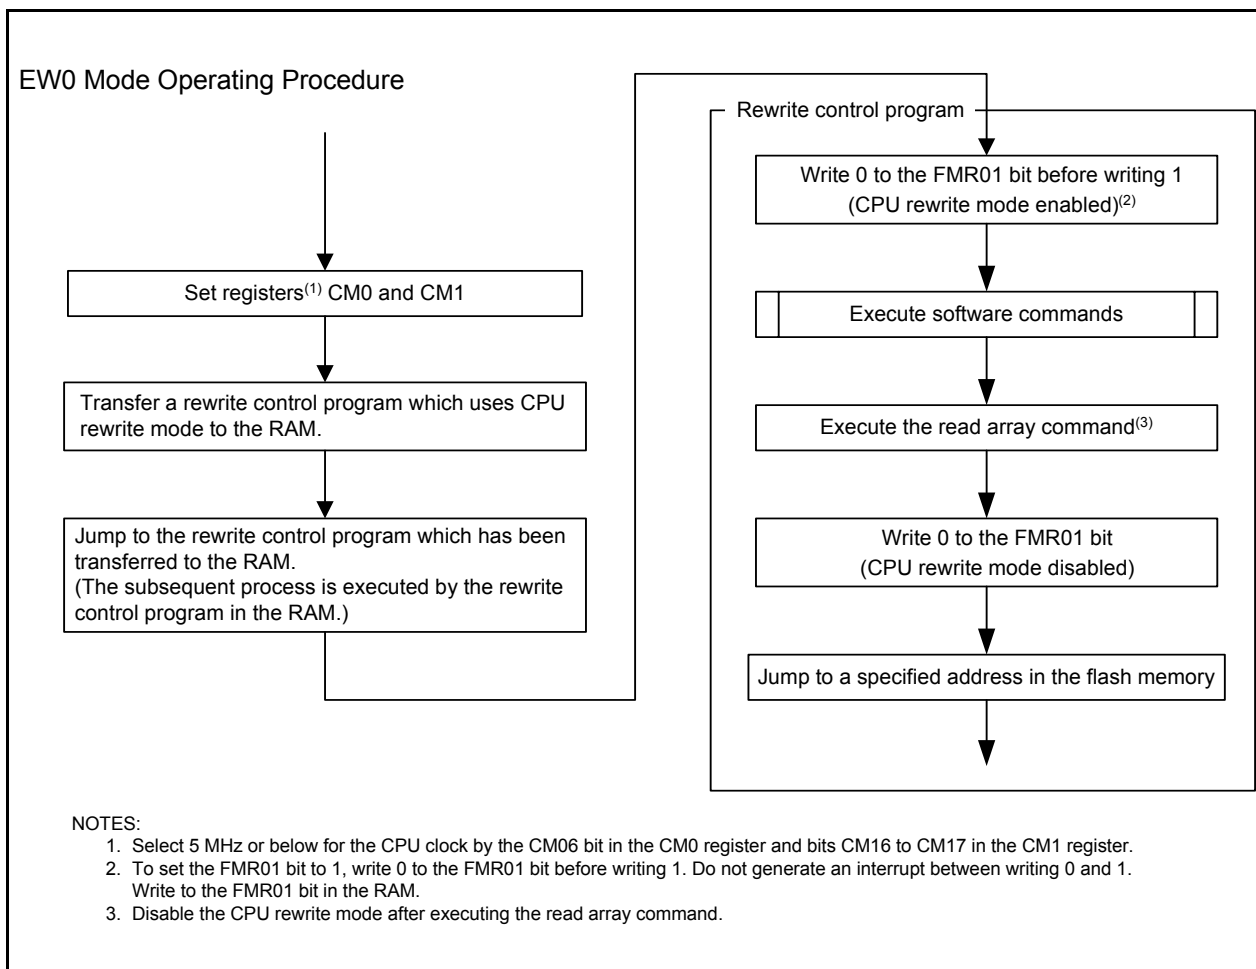 EW0 Mode Operating Procedure
Set registers(1) CM0 and CM1
Transfer a rewrite control program which uses CPU
rewrite mode to the RAM.
Jump to the rewrite control program which has been
transferred to the RAM.
(The subsequent process is executed by the rewrite
control program in the RAM.)
Rewrite control program
Write 0 to the FMR01 bit before writing 1
(CPU rewrite mode enabled)(2)
Execute software commands
Execute the read array command(3)
Write 0 to the FMR01 bit
(CPU rewrite mode disabled)
Jump to a specified address in the flash memory
NOTES:
1. Select 5 MHz or below for the CPU clock by the CM06 bit in the CM0 register and bits CM16 to CM17 in the CM1 register.
2. To set the FMR01 bit to 1, write 0 to the FMR01 bit before writing 1. Do not generate an interrupt between writing 0 and 1.
Write to the FMR01 bit in the RAM.
3. Disable the CPU rewrite mode after executing the read array command.